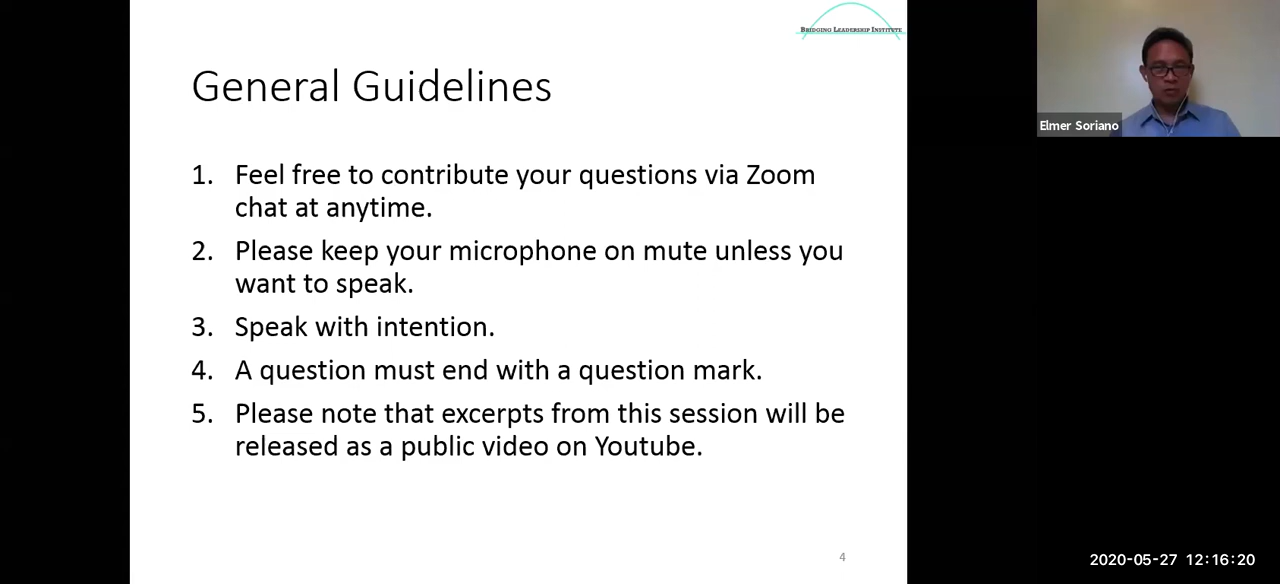 BRIDGING LEADERSHIP INSTITUTE
General Guidelines
Elmer Soriano
1. Feel free to contribute your questions via Zoom
chat at anytime.
2. Please keep your microphone on mute unless you
want to speak.
3. Speak with intention.
4. A question must end with a question mark.
5. Please note that excerpts from this session will be
released as a public video on Youtube.
4
2020-05-27 12:16:20